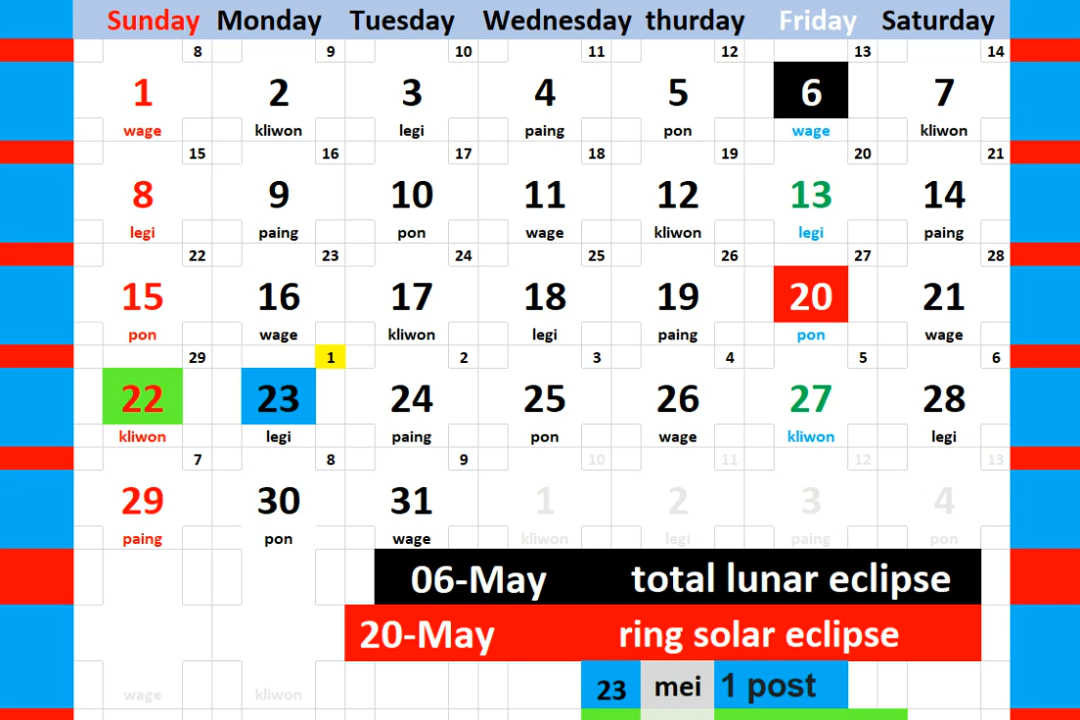 Sunday Monday Tuesday Wednesday thurday Friday Saturday
8 9 10 11 12 13 14
1 2 3 4 5 6 7
wage kliwon legi paing pon wage kliwon
15 16 17 18 19 20 21
8 9 10 11 12 13 14
legi paing pon wage kliwon legi paing
22 23 24 25 26 27 28
15 16 17 18 19 20 21
pon wage kliwon legi paing pon wage
29 1 2 3 4 5 6
22 23 24 25 26 27 28
kliwon legi paing pon wage kliwon legi
7 8 9 10 11 12 13
29 30 31 1 2 3 4
paing pon wage kliwon legi paing pon
06-May total lunar eclipse
20-May ring solar eclipse
wage kliwon 23 mei 1 post